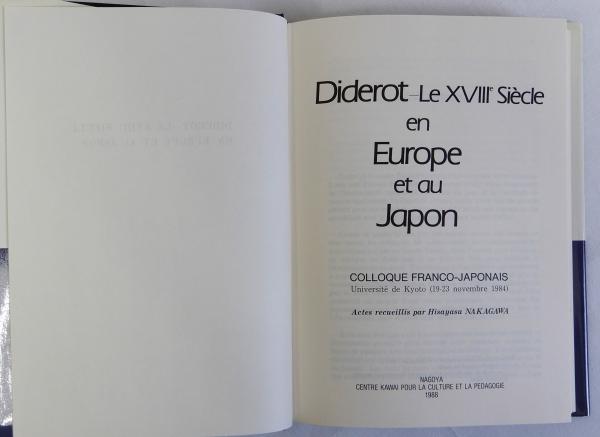 Diderot–Le XVIIIe Siècle
en
Europe
et au
Japon
COLLOQUE FRANCO-JAPONAIS
Université de Kyoto (19-23 novembre 1984)
Actes recueillis par Hisayasu NAKAGAWA
NAGOYA
CENTRE KAWAI POUR LA CULTURE ET LA PEDAGOGIE
1988